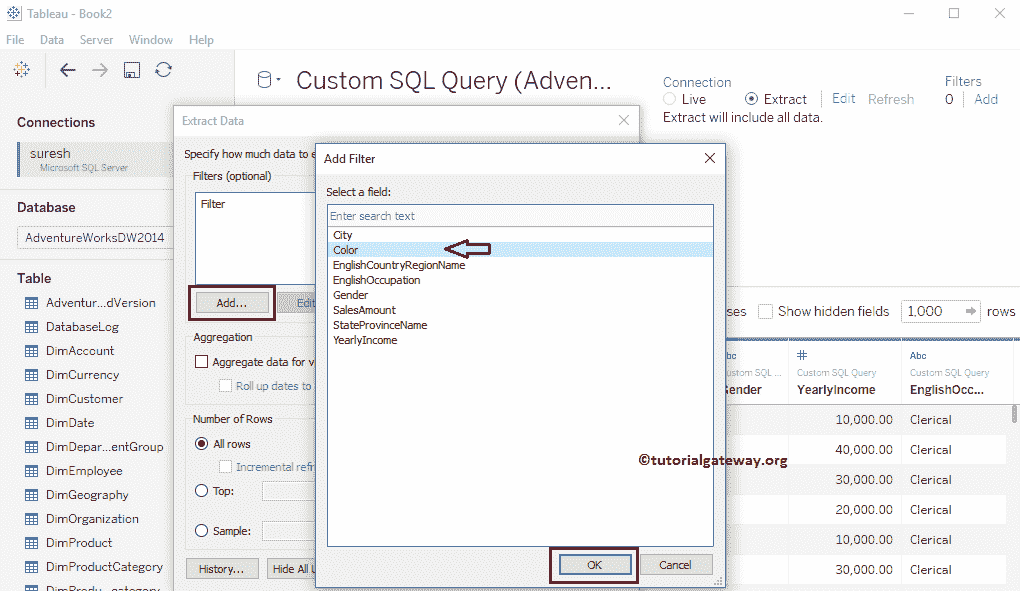 Tableau - Book2
File Data Server Window Help
Custom SQL Query (Adven...
Connection
Live
Extract
Edit
Refresh
Extract will include all data.
Filters
0
Add
Connections
suresh
Microsoft SQL Server
Database
AdventureWorksDW2014
Table
Adventur...dVersion
DatabaseLog
DimAccount
DimCurrency
DimCustomer
DimDate
DimDepar...entGroup
DimEmployee
DimGeography
DimOrganization
DimProduct
DimProductCategory
Extract Data
Specify how much data to
Filters (optional)
Filter
Add...
Edit
Aggregation
Aggregate data for
Roll up dates to
Number of Rows
All rows
Incremental refr
Top:
Sample:
History...
Hide All U
Add Filter
Select a field:
Enter search text
City
Color
EnglishCountryRegionName
EnglishOccupation
Gender
SalesAmount
StateProvinceName
YearlyIncome
OK
Cancel
ses
Show hidden fields
1,000
rows
bc
ustom SQL ...
Gender
#
Custom SQL Query
YearlyIncome
Abc
Custom SQL Query
EnglishOcc...
10,000.00 Clerical
40,000.00 Clerical
30,000.00 Clerical
20,000.00 Clerical
10,000.00 Clerical
30,000.00 Clerical
©tutorialgateway.org